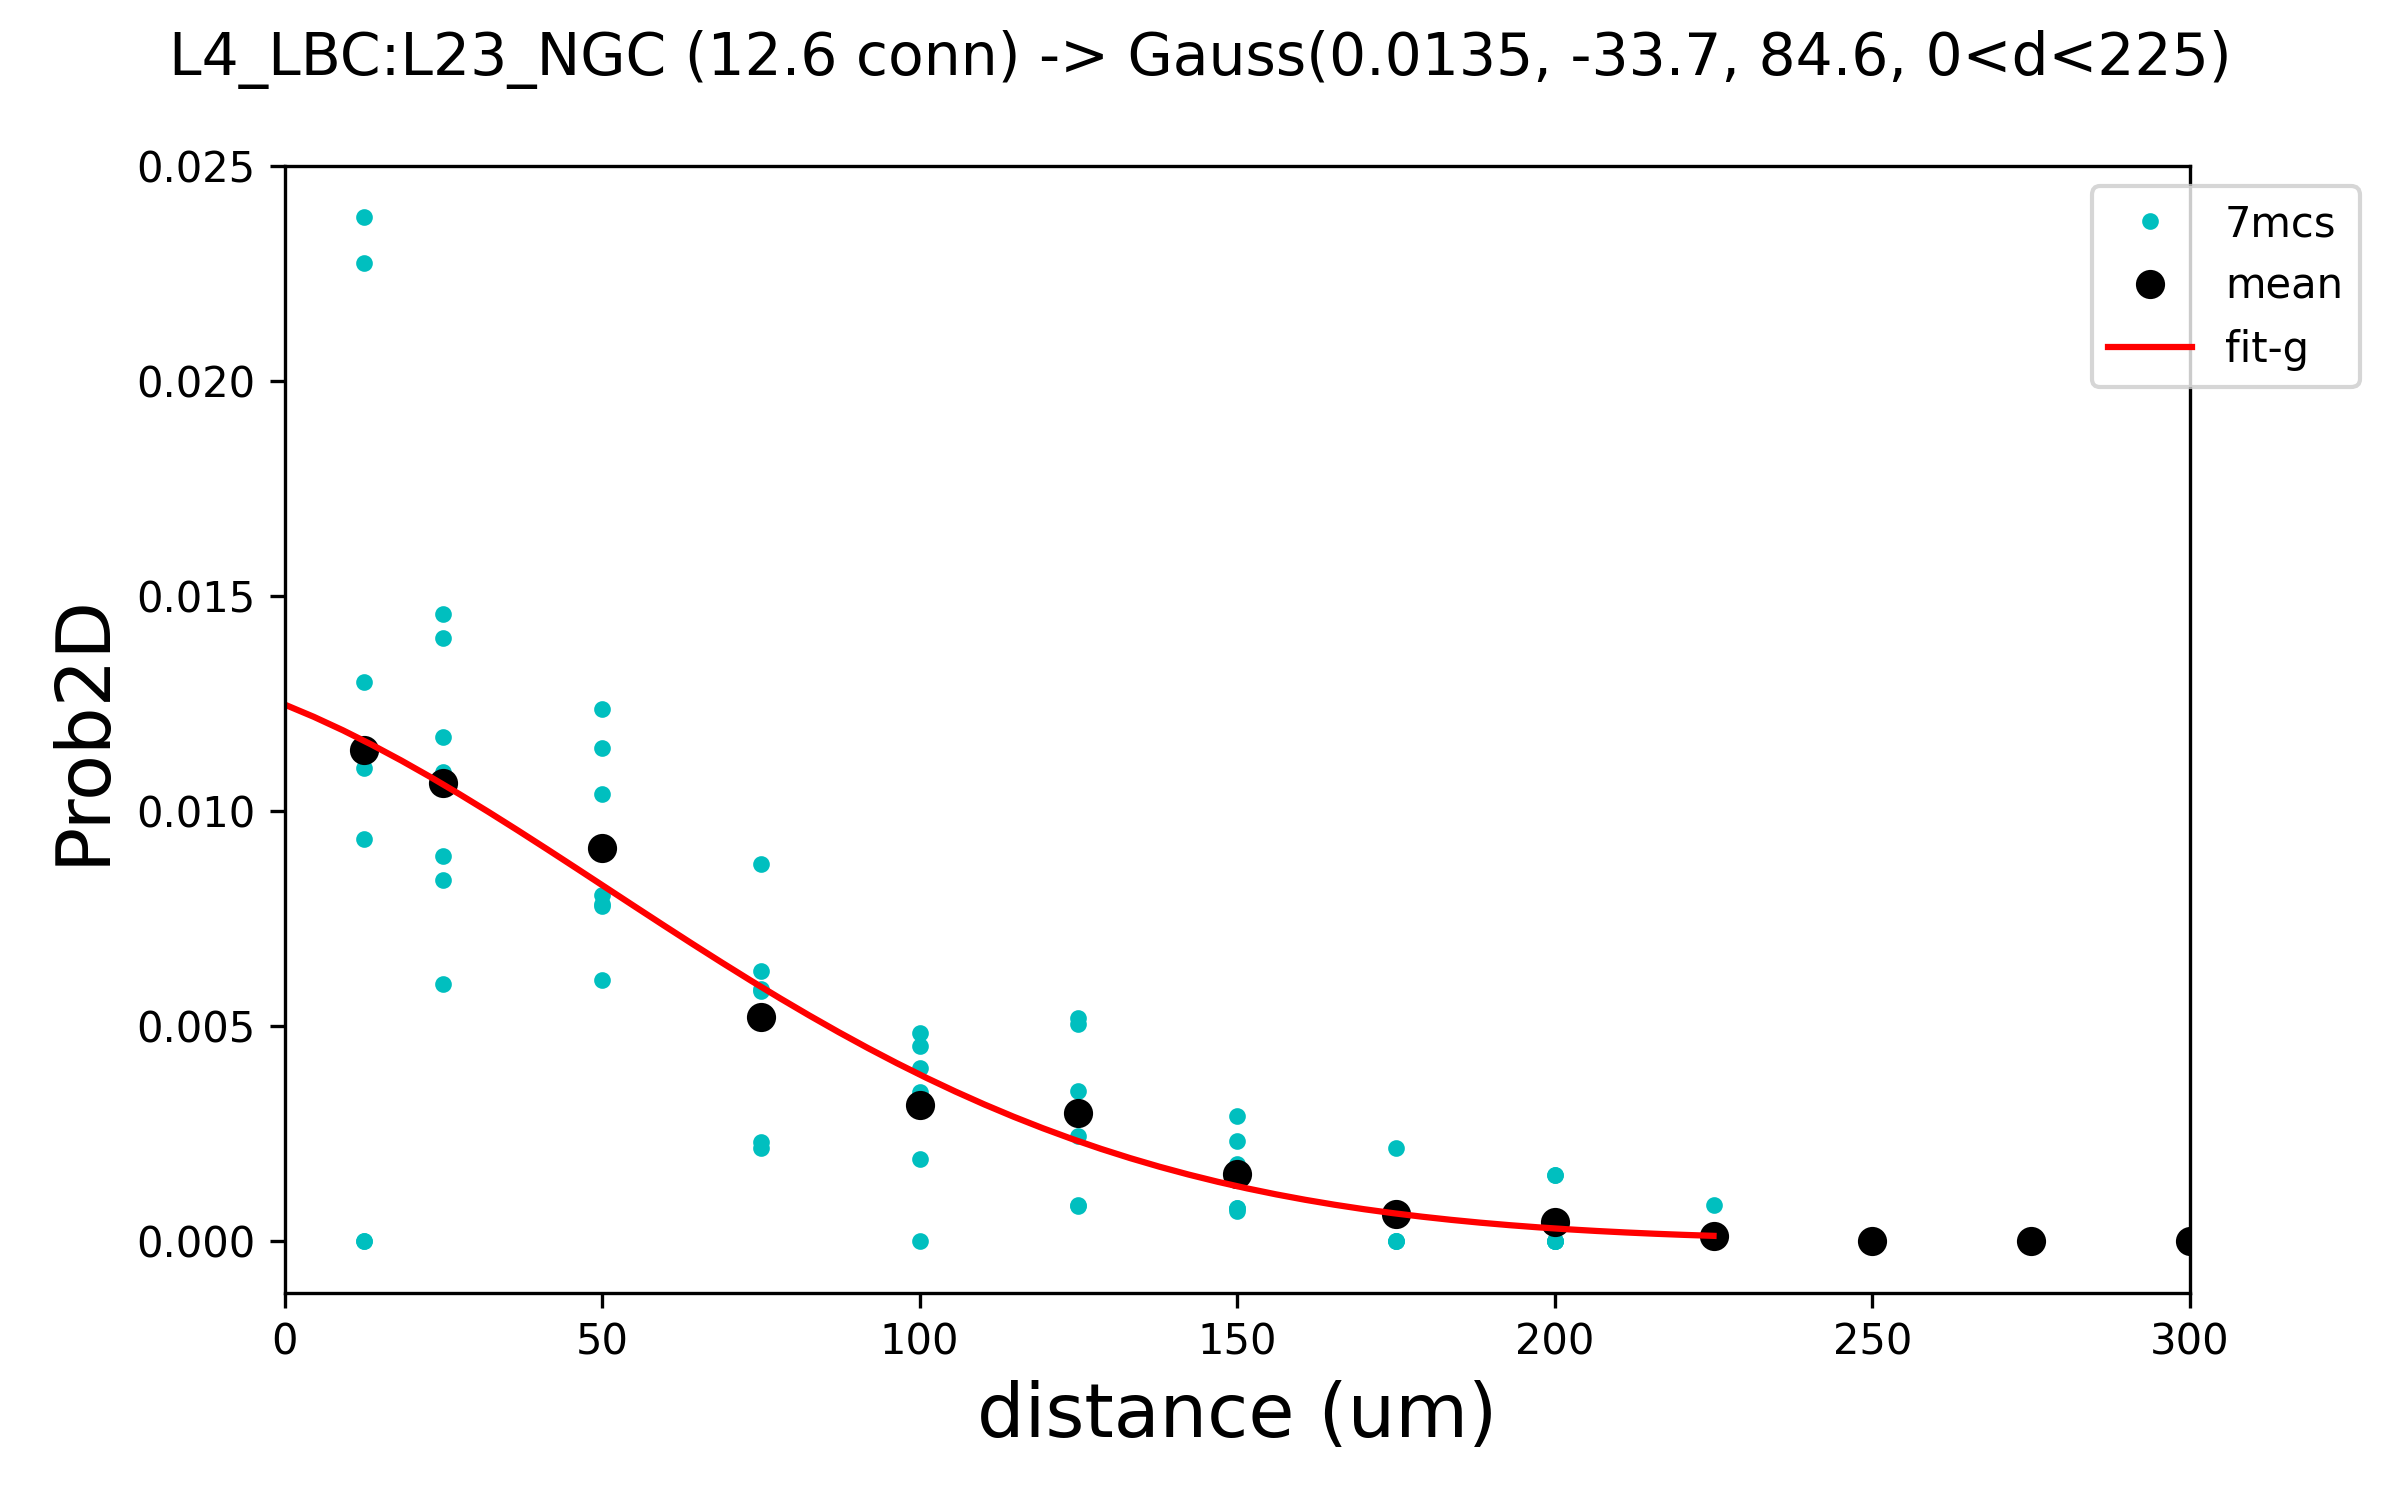 L4_LBC:L23_NGC (12.6 conn) -> Gauss(0.0135, -33.7, 84.6, 0<d<225)
0.025
0.020
0.015
0.010
0.005
0.000
Prob2D
7mcs
mean
fit-g
0 50 100 150 200 250 300
distance (um)